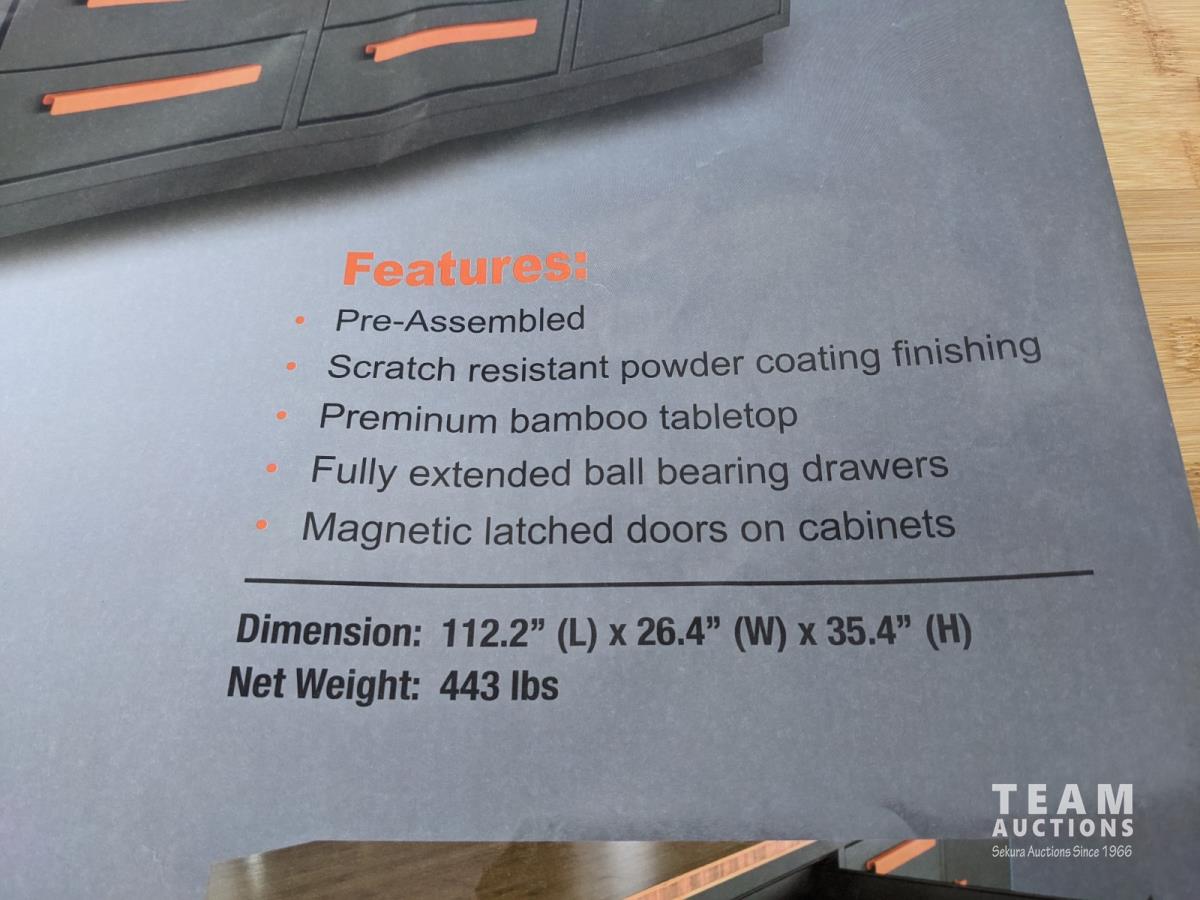 Features:
• Pre-Assembled
• Scratch resistant powder coating finishing
• Preminum bamboo tabletop
• Fully extended ball bearing drawers
• Magnetic latched doors on cabinets
Dimension: 112.2” (L) x 26.4” (W) x 35.4” (H)
Net Weight: 443 lbs
TEAM
AUCTIONS
Sekura Auctions Since 1966